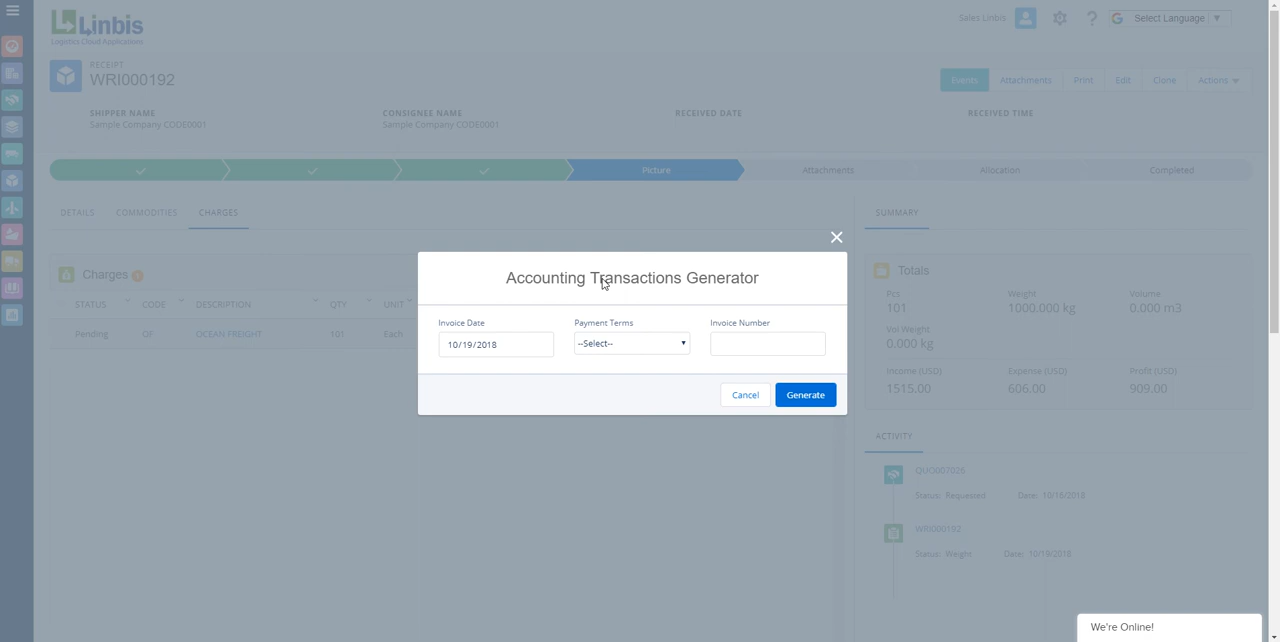 Linbis
Logistics Cloud Applications
Sales Linbis
Select Language
RECEIPT
WRI000192
Events
Attachments
Print
Edit
Clone
Actions
SHIPPER NAME
Sample Company CODE0001
CONSIGNEE NAME
Sample Company CODE0001
RECEIVED DATE
RECEIVED TIME
Picture
Attachments
Allocation
Completed
DETAILS
COMMODITIES
CHARGES
SUMMARY
Charges
STATUS
CODE
DESCRIPTION
QTY
UNIT
Pending
OF
OCEAN FREIGHT
101
Each
Accounting Transactions Generator
Invoice Date
Payment Terms
Invoice Number
10/19/2018
--Select--
Cancel
Generate
Totals
Pcs
Weight
Volume
101
1000.000 kg
0.000 m3
Vol Weight
0.000 kg
Income (USD)
Expense (USD)
Profit (USD)
1515.00
606.00
909.00
ACTIVITY
QUO007026
Status: Requested Date: 10/18/2018
WRI000192
Status: Weight Date: 10/19/2018
We're Online!